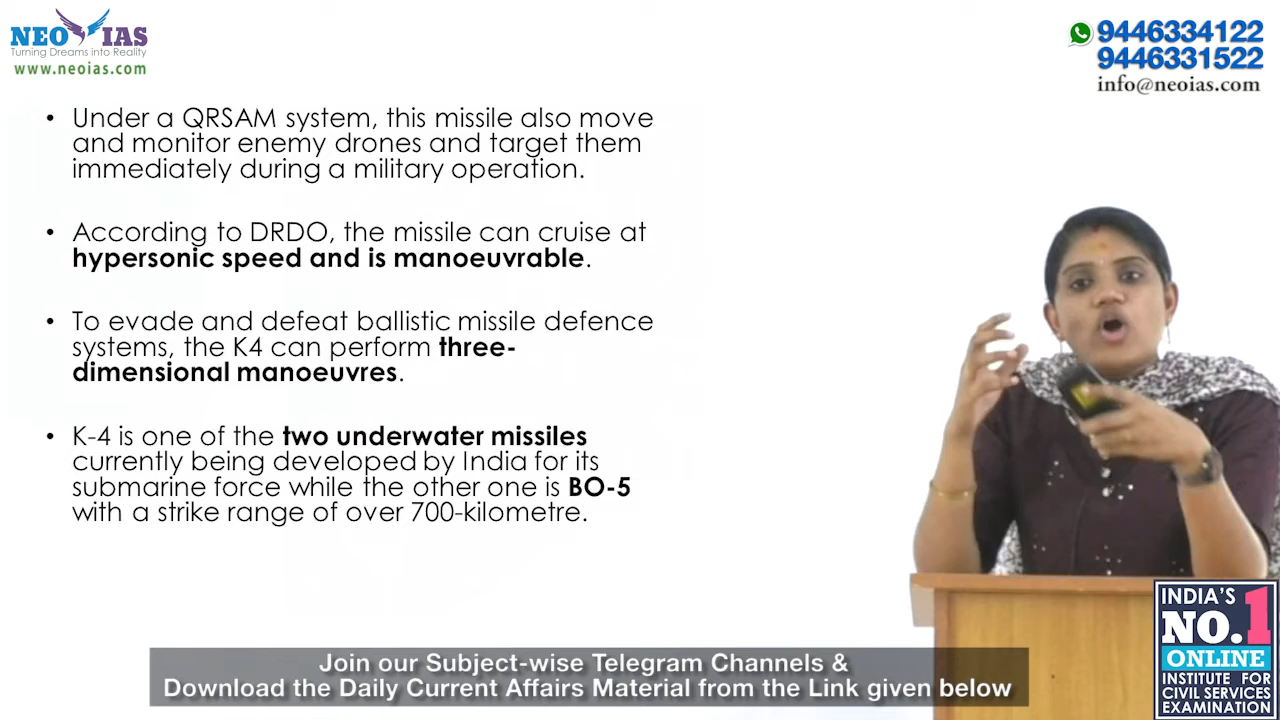 NEO IAS
Turning Dreams into Reality
www.neoias.com
9446334122
9446331522
info@neoias.com
• Under a QRSAM system, this missile also move
and monitor enemy drones and target them
immediately during a military operation.
• According to DRDO, the missile can cruise at
hypersonic speed and is manoeuvrable.
• To evade and defeat ballistic missile defence
systems, the K4 can perform three-
dimensional manoeuvres.
• K-4 is one of the two underwater missiles
currently being developed by India for its
submarine force while the other one is BO-5
with a strike range of over 700-kilometre.
INDIA'S
NO.1
ONLINE
INSTITUTE FOR
CIVIL SERVICES
EXAMINATION
Join our Subject-wise Telegram Channels &
Download the Daily Current Affairs Material from the Link given below